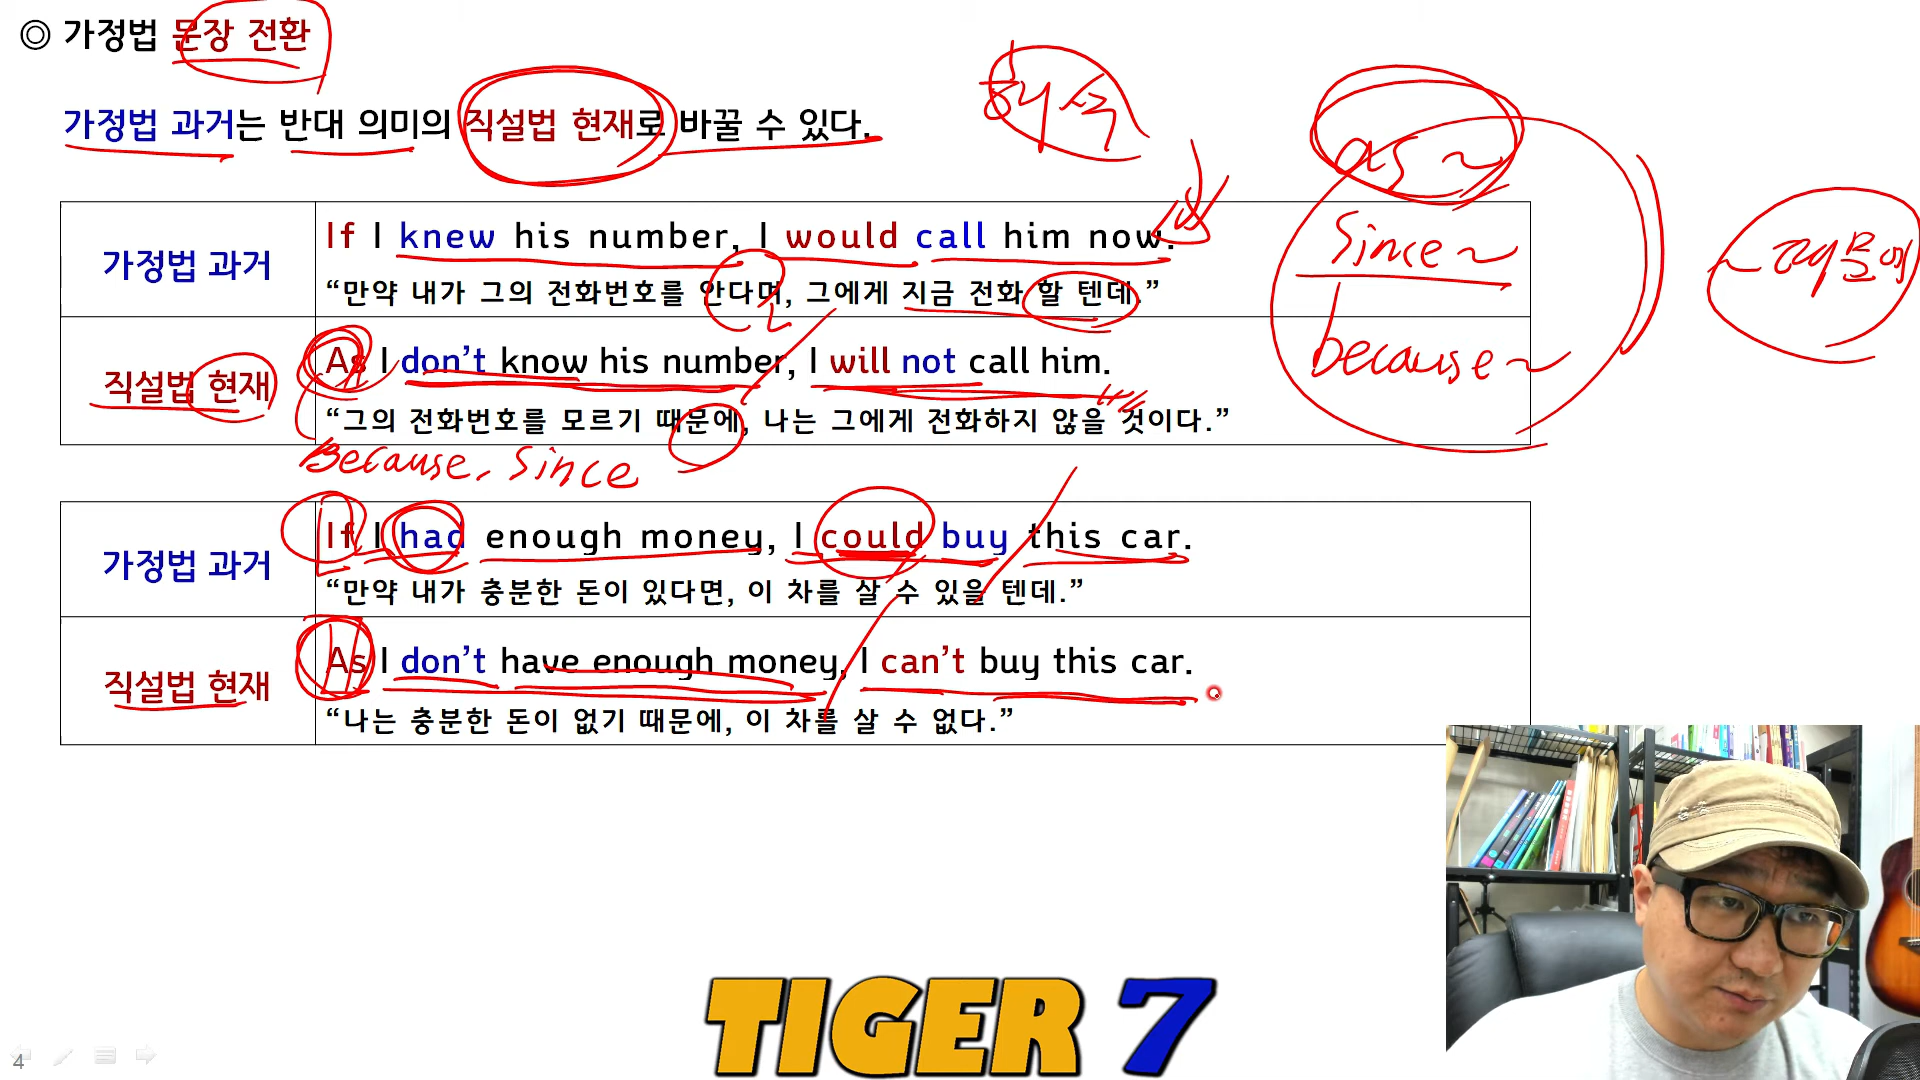 ◎ 가정법 문장 전환
해석
가정법 과거는 반대 의미의 직설법 현재로 바꿀 수 있다.
as ~
since ~
because ~
~ 때문에
가정법 과거
If I knew his number, I would call him now.
“만약 내가 그의 전화번호를 안다며, 그에게 지금 전화 할 텐데.”
직설법 현재
As I don’t know his number, I will not call him.
“그의 전화번호를 모르기 때문에, 나는 그에게 전화하지 않을 것이다.”
Because, Since
가정법 과거
If I had enough money, I could buy this car.
“만약 내가 충분한 돈이 있다면, 이 차를 살 수 있을 텐데.”
직설법 현재
As I don’t have enough money, I can’t buy this car.
“나는 충분한 돈이 없기 때문에, 이 차를 살 수 없다.”
TIGER 7
4